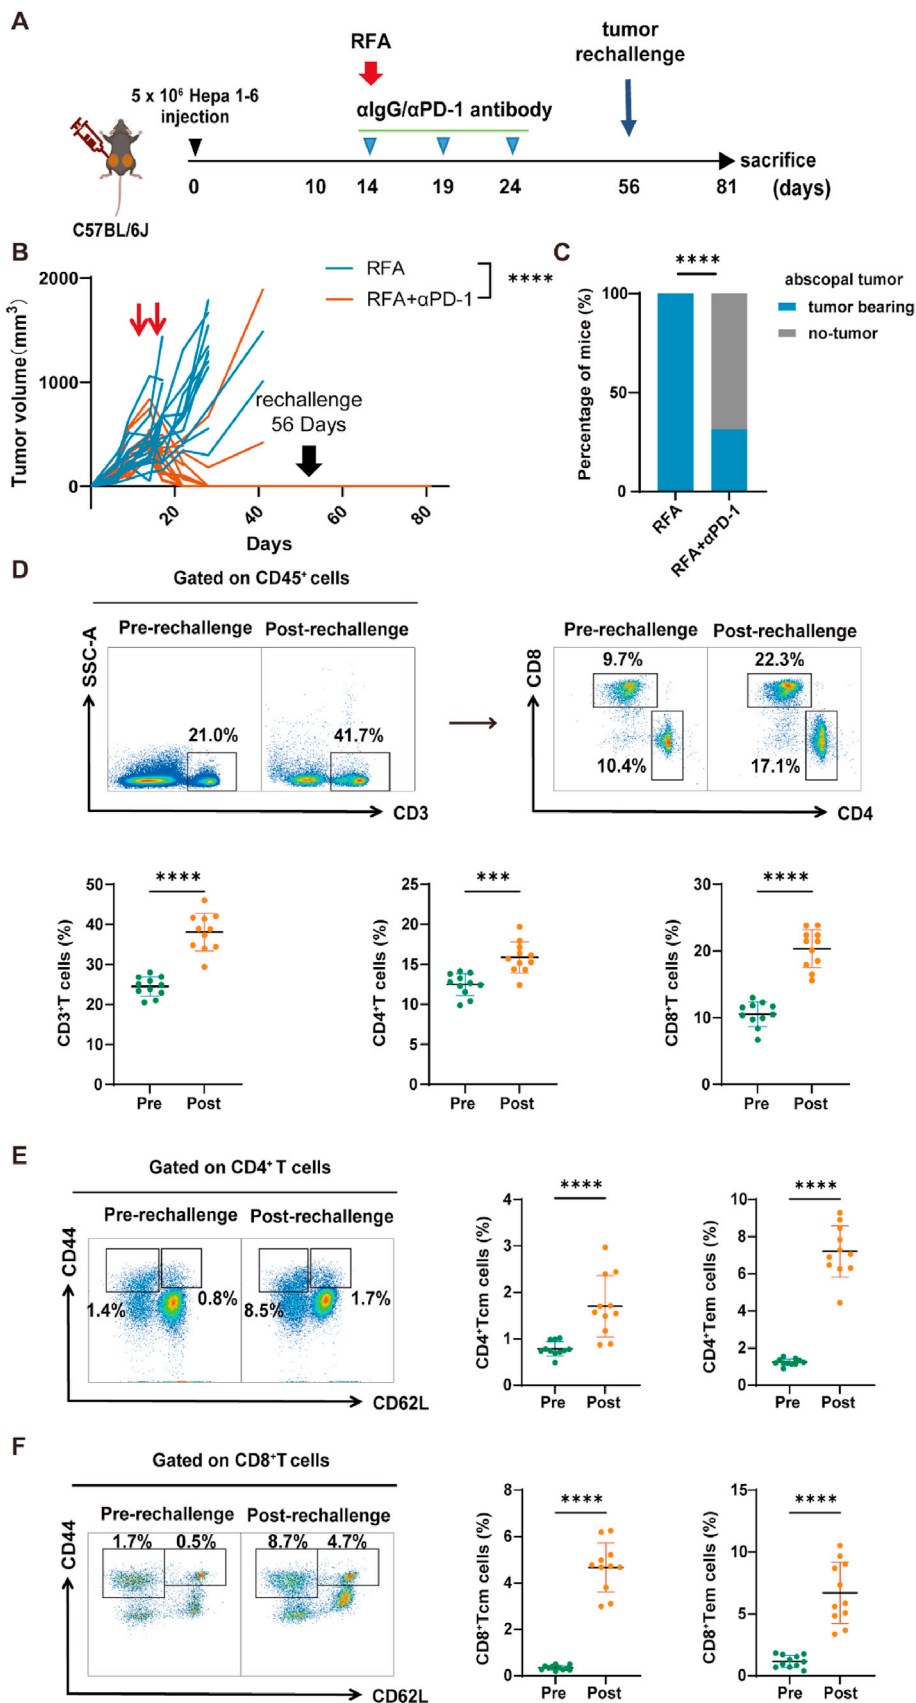 A
RFA
tumor
rechallenge
5 x 10⁶ Hepa 1-6
injection
αIgG/αPD-1 antibody
sacrifice
0 10 14 19 24 56 81 (days)
C57BL/6J
B
RFA
RFA+αPD-1
****
Tumor volume(mm³)
2000
1000
0
rechallenge
56 Days
20 40 60 80
Days
C
****
abscopal tumor
tumor bearing
no-tumor
Percentage of mice (%)
100
50
0
RFA RFA+αPD-1
D
Gated on CD45⁺ cells
Pre-rechallenge Post-rechallenge
SSC-A
21.0% 41.7%
CD3
Pre-rechallenge Post-rechallenge
CD8
9.7% 22.3%
10.4% 17.1%
CD4
****
CD3⁺T cells (%)
50
40
30
20
10
0
Pre Post
***
CD4⁺T cells (%)
25
20
15
10
5
0
Pre Post
****
CD8⁺T cells (%)
30
20
10
0
Pre Post
E
Gated on CD4⁺ T cells
Pre-rechallenge Post-rechallenge
CD44
1.4% 0.8% 8.5% 1.7%
CD62L
****
CD4⁺Tcm cells (%)
4
3
2
1
0
Pre Post
****
CD4⁺Tem cells (%)
10
8
6
4
2
0
Pre Post
F
Gated on CD8⁺T cells
Pre-rechallenge Post-rechallenge
CD44
1.7% 0.5% 8.7% 4.7%
CD62L
****
CD8⁺Tcm cells (%)
8
6
4
2
0
Pre Post
****
CD8⁺Tem cells (%)
15
10
5
0
Pre Post